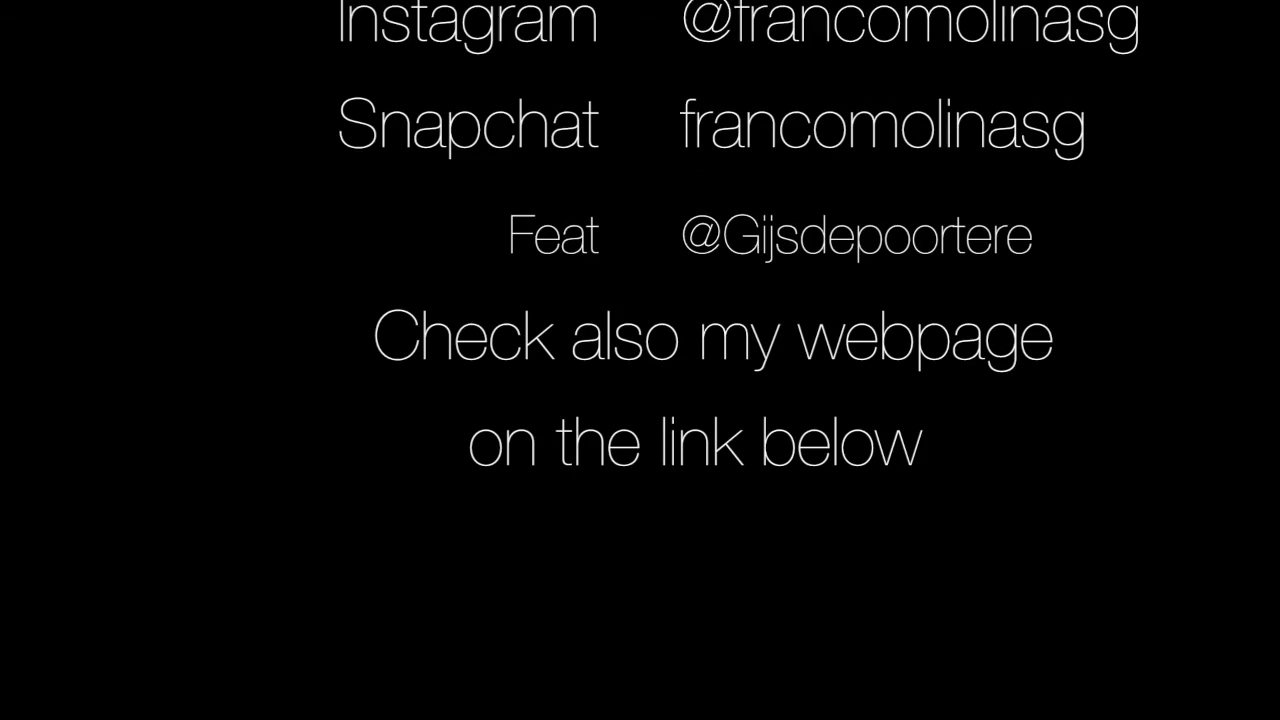 Instagram @francomolinasg
Snapchat francomolinasg
Feat @Gijsdepoortere
Check also my webpage
on the link below